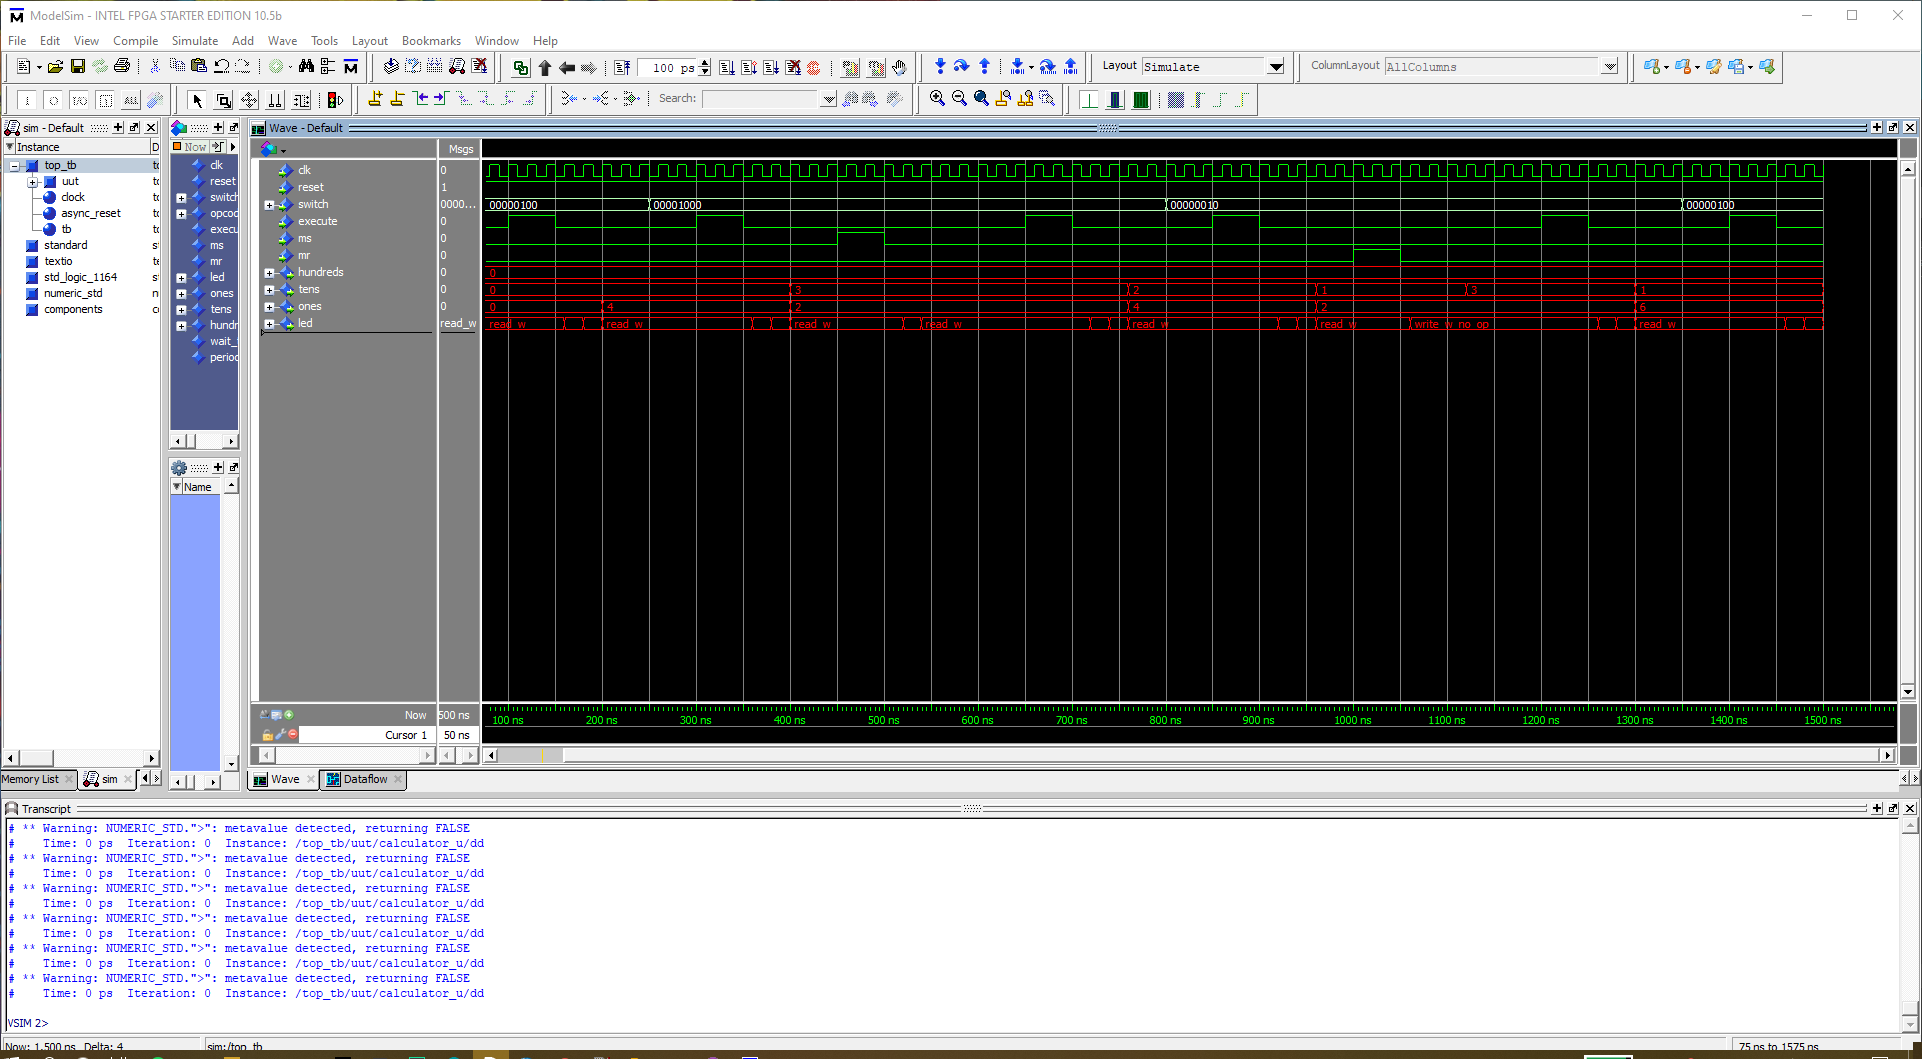 ModelSim - INTEL FPGA STARTER EDITION 10.5b
File Edit View Compile Simulate Add Wave Tools Layout Bookmarks Window Help
100 ps
Layout Simulate
ColumnLayout AllColumns
Search:
sim - Default
Instance
top_tb
uut
clock
async_reset
tb
standard
textio
std_logic_1164
numeric_std
components
Now
clk
reset
switch
opcod
execu
ms
mr
led
ones
tens
hundr
wait_
period
Name
Wave - Default
Msgs
clk 0
reset 1
switch 0000... 00000100 00001000 00000010 00000100
execute 0
ms 0
mr 0
hundreds 0 0
tens 0 0 3 2 1 3 1
ones 0 0 4 2 4 2 6
led read_w read_w read_w read_w read_w read_w read_w write_w_no_op read_w
Now 500 ns
Cursor 1 50 ns
100 ns 200 ns 300 ns 400 ns 500 ns 600 ns 700 ns 800 ns 900 ns 1000 ns 1100 ns 1200 ns 1300 ns 1400 ns 1500 ns
Memory List sim Wave Dataflow
Transcript
# ** Warning: NUMERIC_STD.">": metavalue detected, returning FALSE
# Time: 0 ps Iteration: 0 Instance: /top_tb/uut/calculator_u/dd
# ** Warning: NUMERIC_STD.">": metavalue detected, returning FALSE
# Time: 0 ps Iteration: 0 Instance: /top_tb/uut/calculator_u/dd
# ** Warning: NUMERIC_STD.">": metavalue detected, returning FALSE
# Time: 0 ps Iteration: 0 Instance: /top_tb/uut/calculator_u/dd
# ** Warning: NUMERIC_STD.">": metavalue detected, returning FALSE
# Time: 0 ps Iteration: 0 Instance: /top_tb/uut/calculator_u/dd
# ** Warning: NUMERIC_STD.">": metavalue detected, returning FALSE
# Time: 0 ps Iteration: 0 Instance: /top_tb/uut/calculator_u/dd
# ** Warning: NUMERIC_STD.">": metavalue detected, returning FALSE
# Time: 0 ps Iteration: 0 Instance: /top_tb/uut/calculator_u/dd
VSIM 2>
Now: 1,500 ns Delta: 4 sim:/top_tb 75 ns to 1575 ns